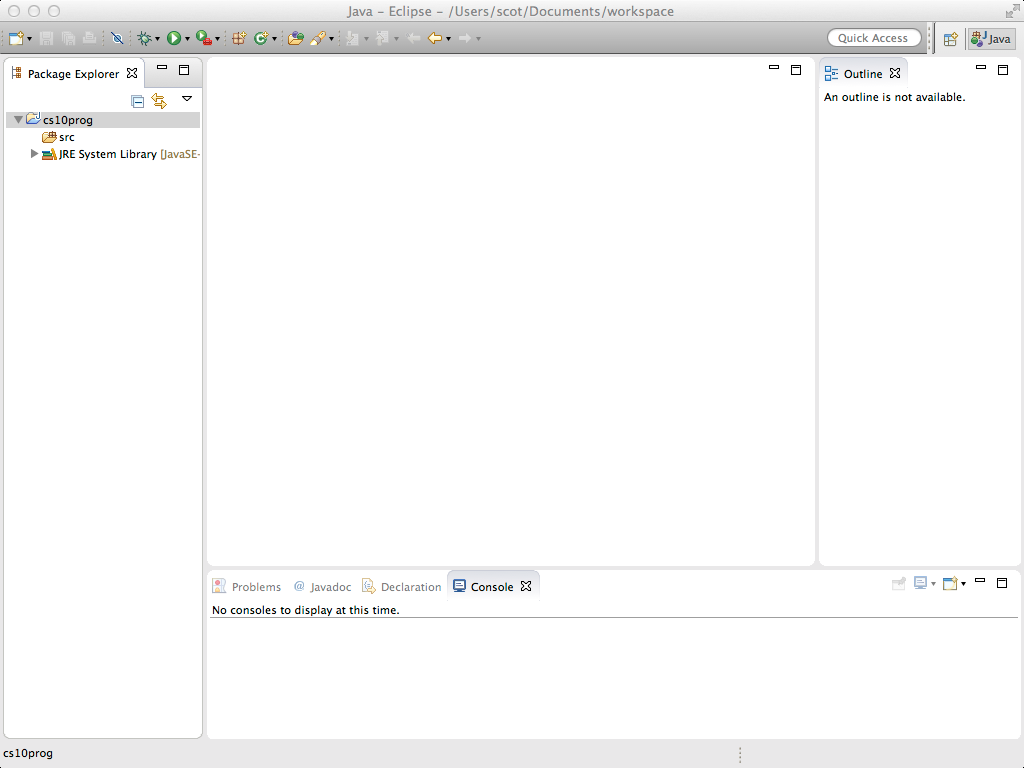 Java – Eclipse – /Users/scot/Documents/workspace
Quick Access
Java
Package Explorer
cs10prog
src
JRE System Library [JavaSE-
Outline
An outline is not available.
Problems
@ Javadoc
Declaration
Console
No consoles to display at this time.
cs10prog